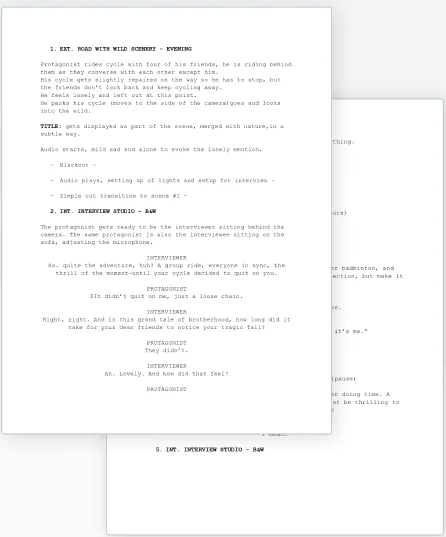 1. EXT. ROAD WITH WILD SCENERY - EVENING
Protagonist rides cycle with four of his friends, he is riding behind
them as they converse with each other except him.
His cycle gets slightly repaired on the way so he has to stop, but
the friends don't look back and keep cycling away.
He feels lonely and left out at this point.
He parks his cycle (moves to the side of the camera)goes and looks
into the wild.
TITLE: gets displayed as part of the scene, merged with nature,in a
subtle way.
Audio starts, mild sad and alone to evoke the lonely emotion.
- Blackout -
- Audio plays, setting up of lights and setup for interview -
- Simple cut transition to scene #2 -
2. INT. INTERVIEW STUDIO - B&W
The protagonist gets ready to be the interviewer sitting behind the
camera. The same protagonist is also the interviewee sitting on the
sofa, adjusting the microphone.
INTERVIEWER
So… quite the adventure, huh? A group ride, everyone in sync, the
thrill of the moment—until your cycle decided to quit on you.
PROTAGONIST
It didn't quit on me, just a loose chain.
INTERVIEWER
Right, right. And in this grand tale of brotherhood, how long did it
take for your dear friends to notice your tragic fall?
PROTAGONIST
They didn't.
INTERVIEWER
Ah. Lovely. And how did that feel?
PROTAGONIST
thing.
or badminton, and
ection, but make it
it's me."
(pause)
or doing time. A
st be thrilling to
5. INT. INTERVIEW STUDIO - B&W